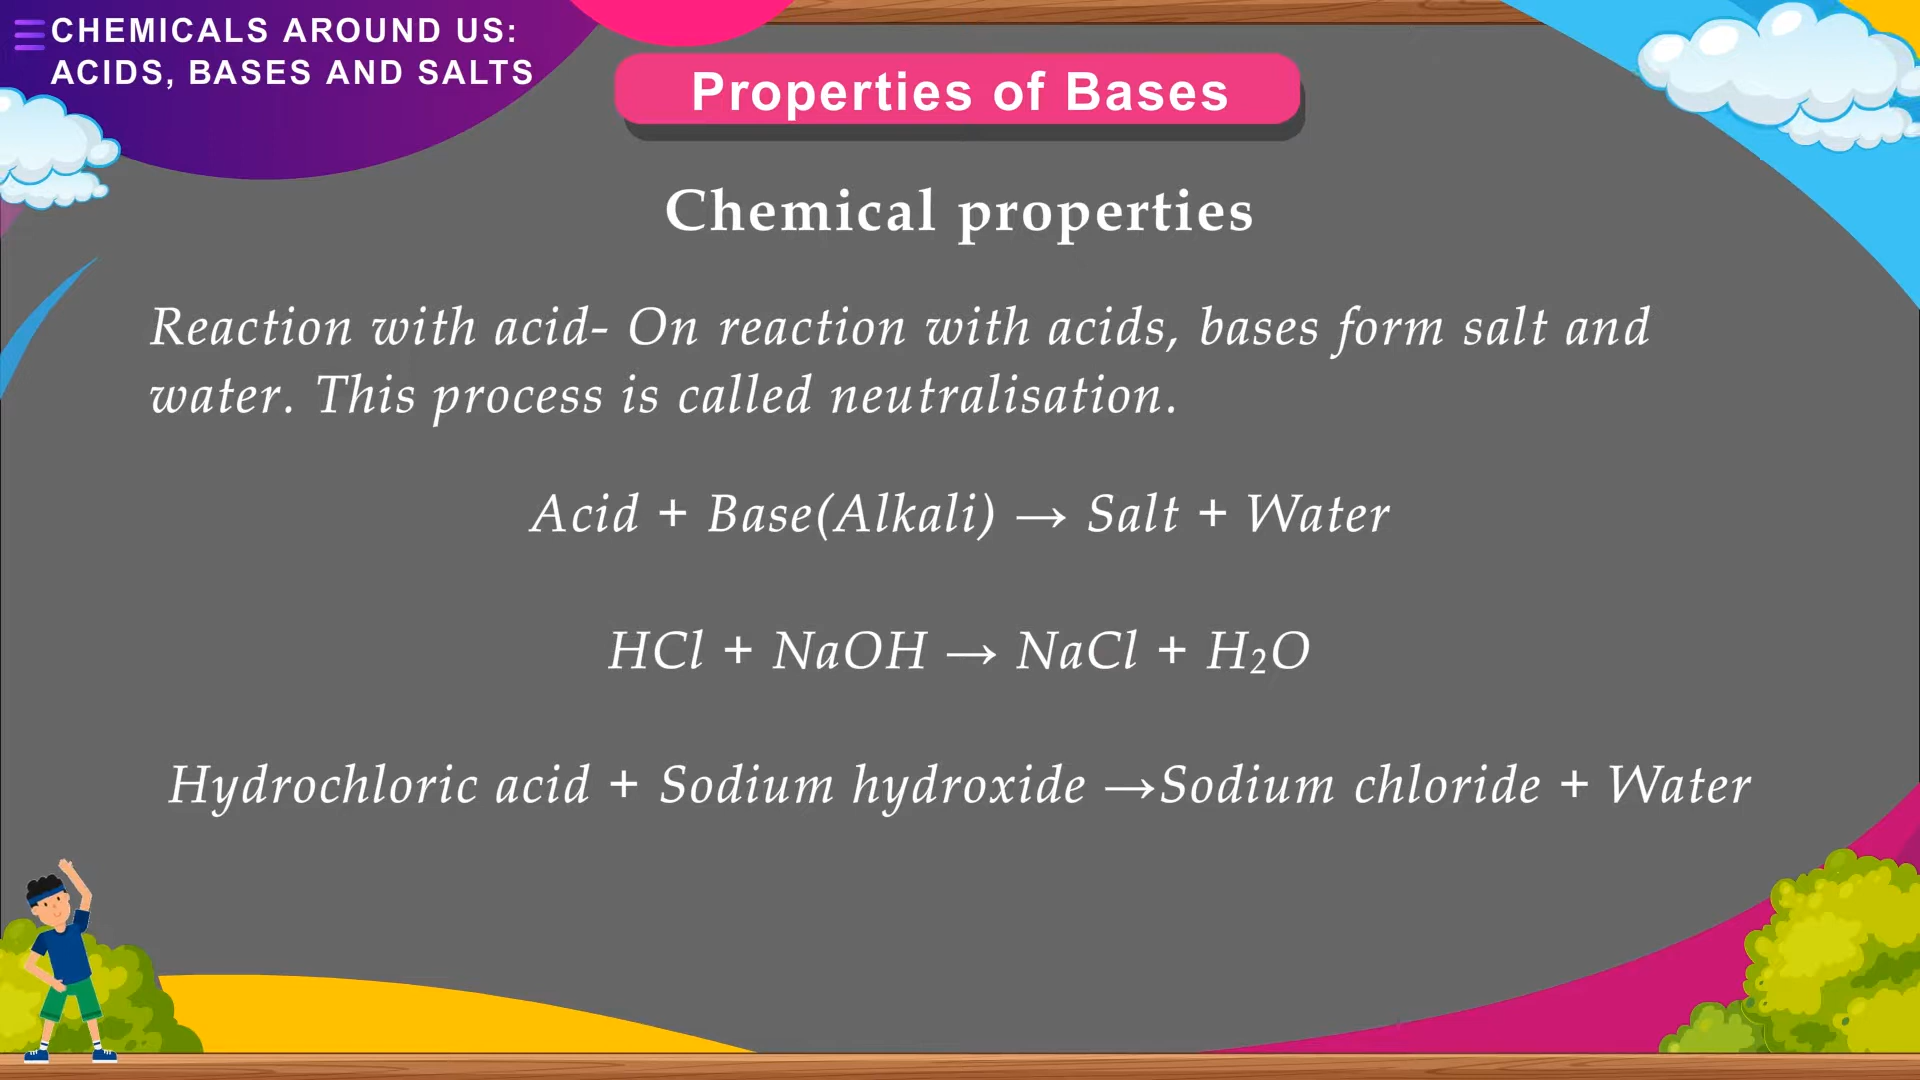 CHEMICALS AROUND US:
ACIDS, BASES AND SALTS
Properties of Bases
Chemical properties
Reaction with acid- On reaction with acids, bases form salt and
water. This process is called neutralisation.
Acid + Base(Alkali) → Salt + Water
HCl + NaOH → NaCl + H₂O
Hydrochloric acid + Sodium hydroxide →Sodium chloride + Water